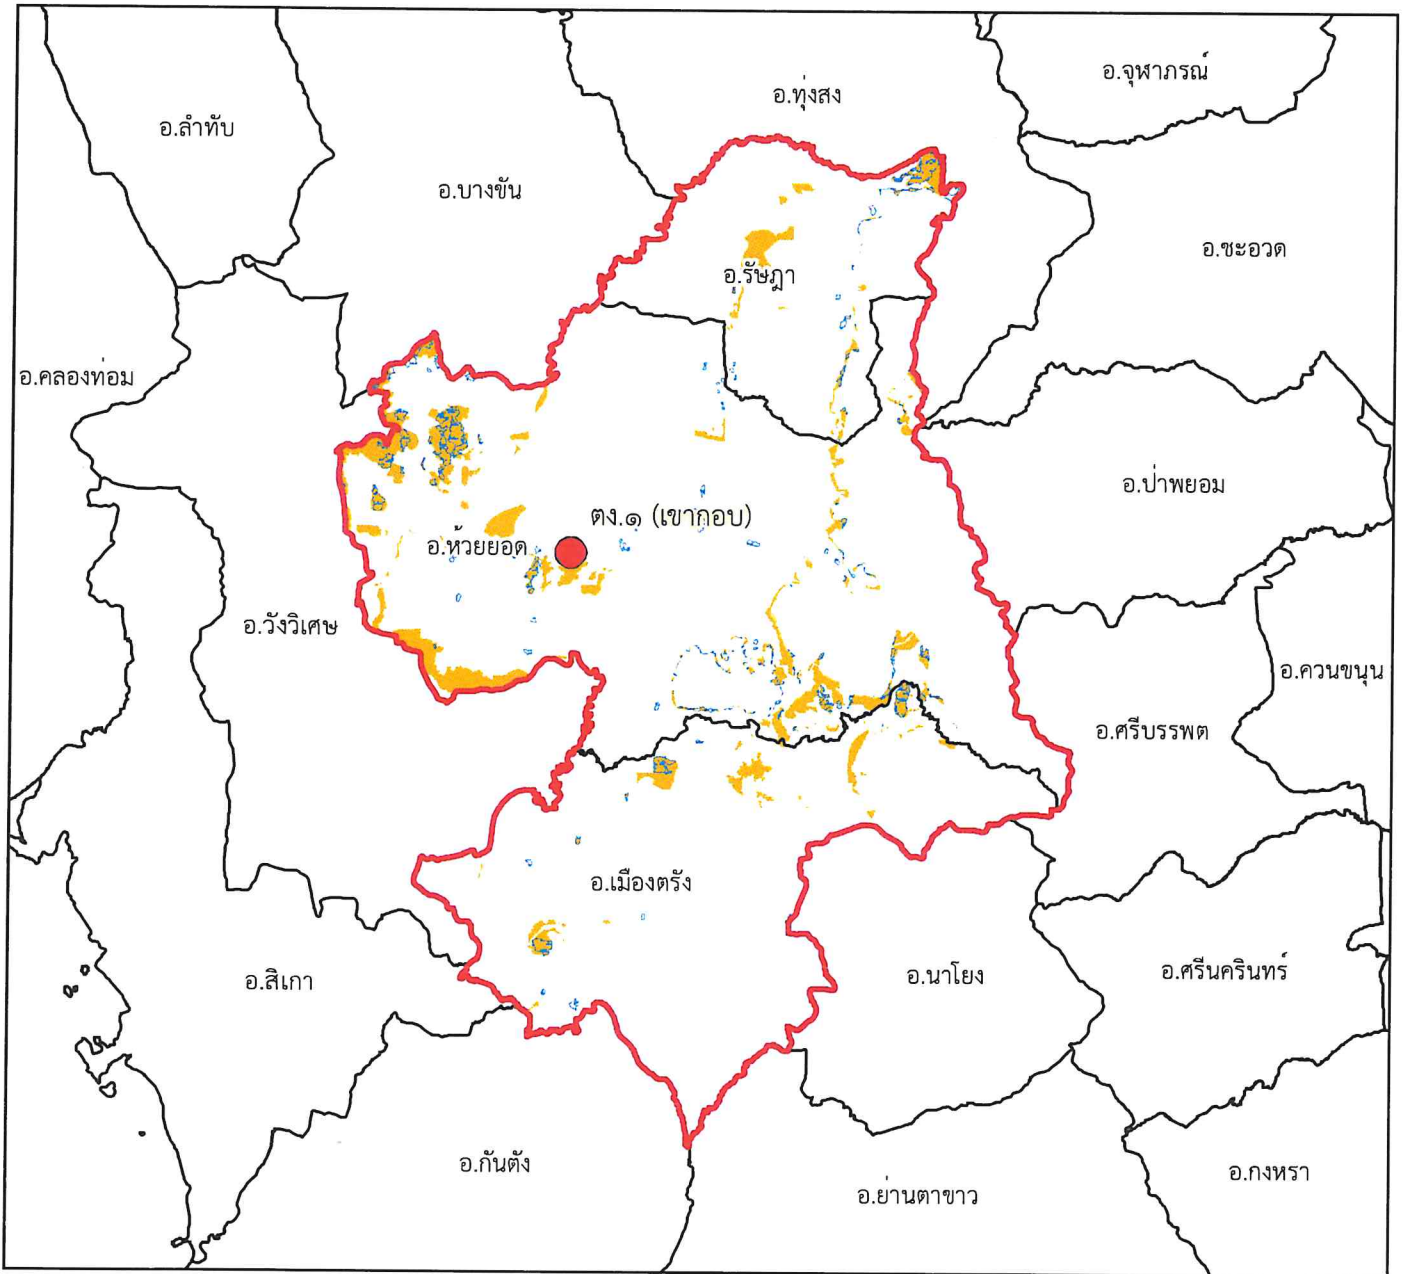 อ.จุฬาภรณ์
อ.ทุ่งสง
อ.ลำทับ
อ.บางขัน
อ.ชะอวด
อ.รัษฎา
อ.คลองท่อม
อ.ป่าพยอม
ตง.๑ (เขากอบ)
อ.ห้วยยอด
อ.วังวิเศษ
อ.ควนขนุน
อ.ศรีบรรพต
อ.เมืองตรัง
อ.สิเกา
อ.นาโยง
อ.ศรีนครินทร์
อ.กันตัง
อ.กงหรา
อ.ย่านตาขาว